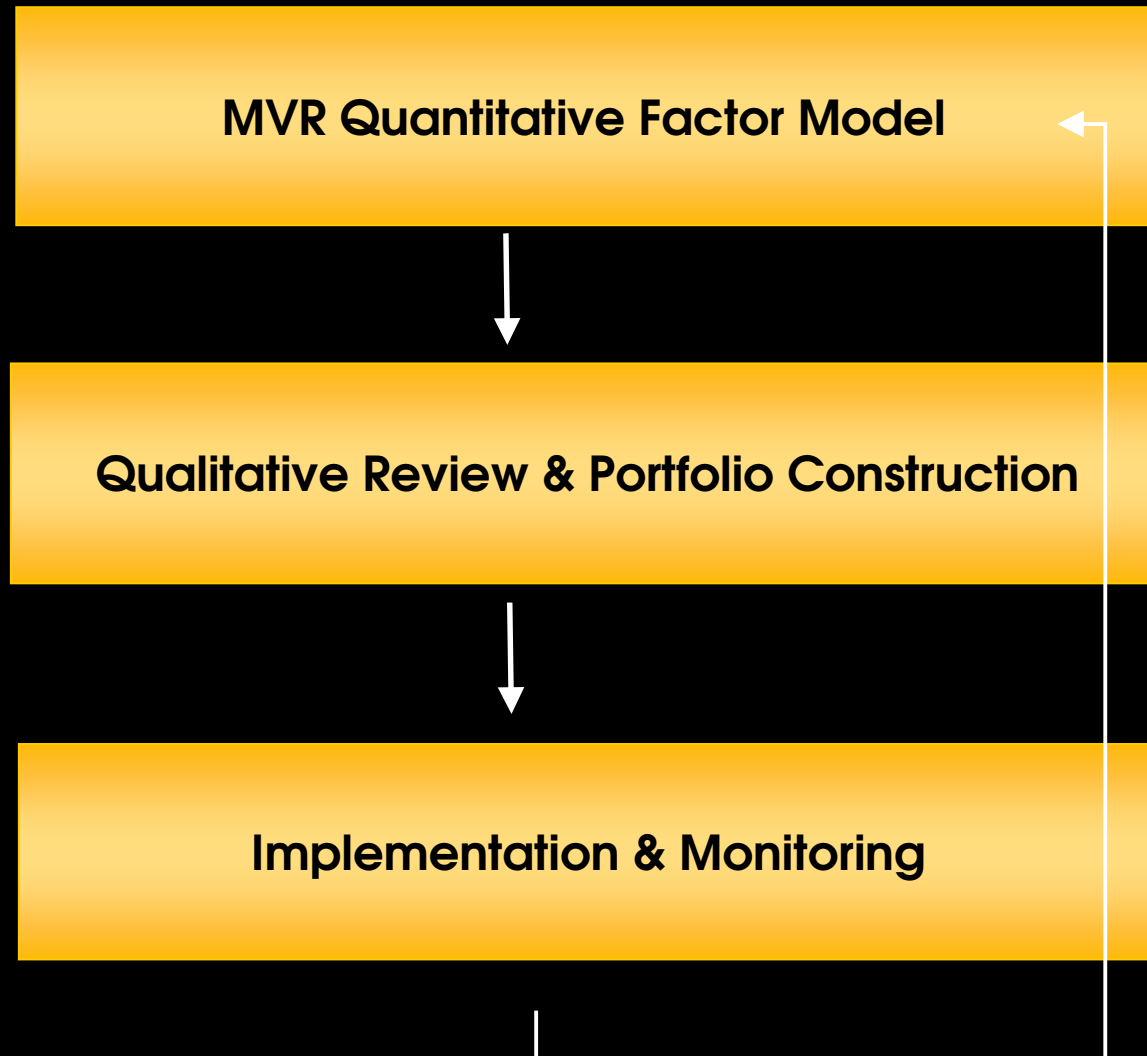 MVR Quantitative Factor Model
Qualitative Review & Portfolio Construction
Implementation & Monitoring